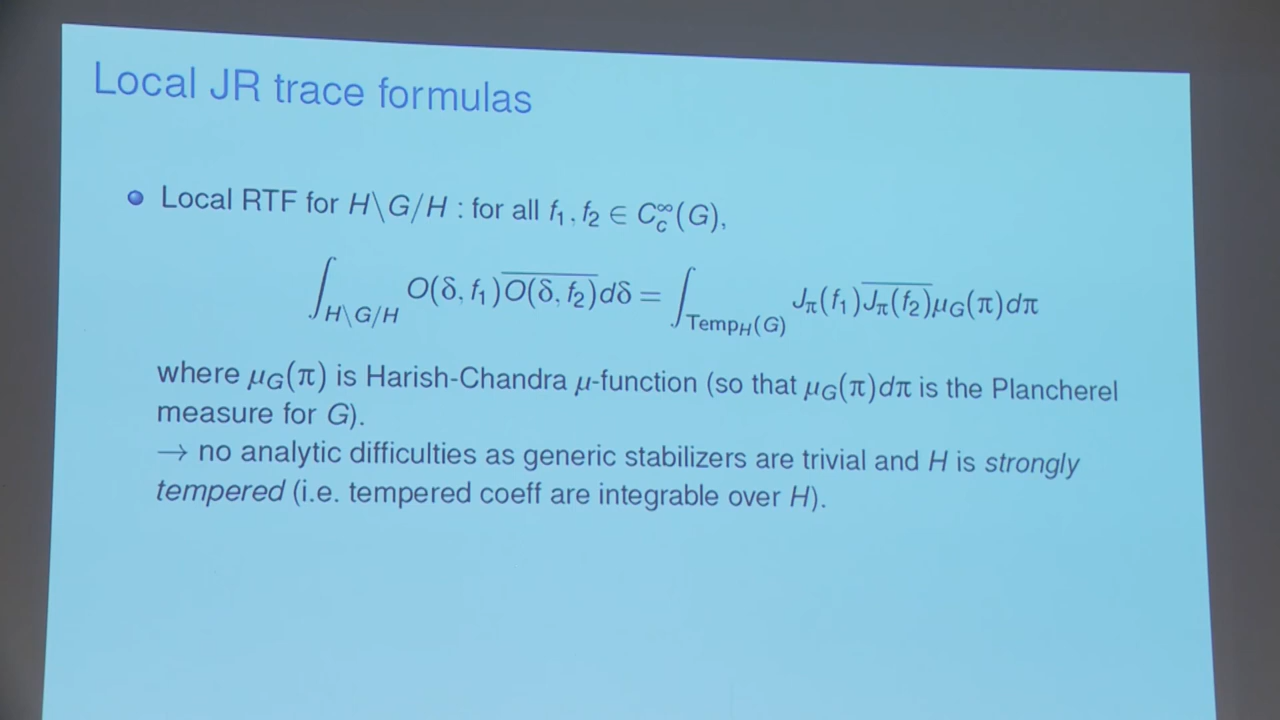 Local JR trace formulas
Local RTF for H\G/H : for all f₁, f₂ ∈ C_c^∞(G),
∫_{H\G/H} O(δ, f₁)\overline{O(δ, f₂)}dδ = ∫_{Temp_H(G)} J_π(f₁)\overline{J_π(f₂)}μ_G(π)dπ
where μ_G(π) is Harish-Chandra μ-function (so that μ_G(π)dπ is the Plancherel
measure for G).
→ no analytic difficulties as generic stabilizers are trivial and H is strongly
tempered (i.e. tempered coeff are integrable over H).